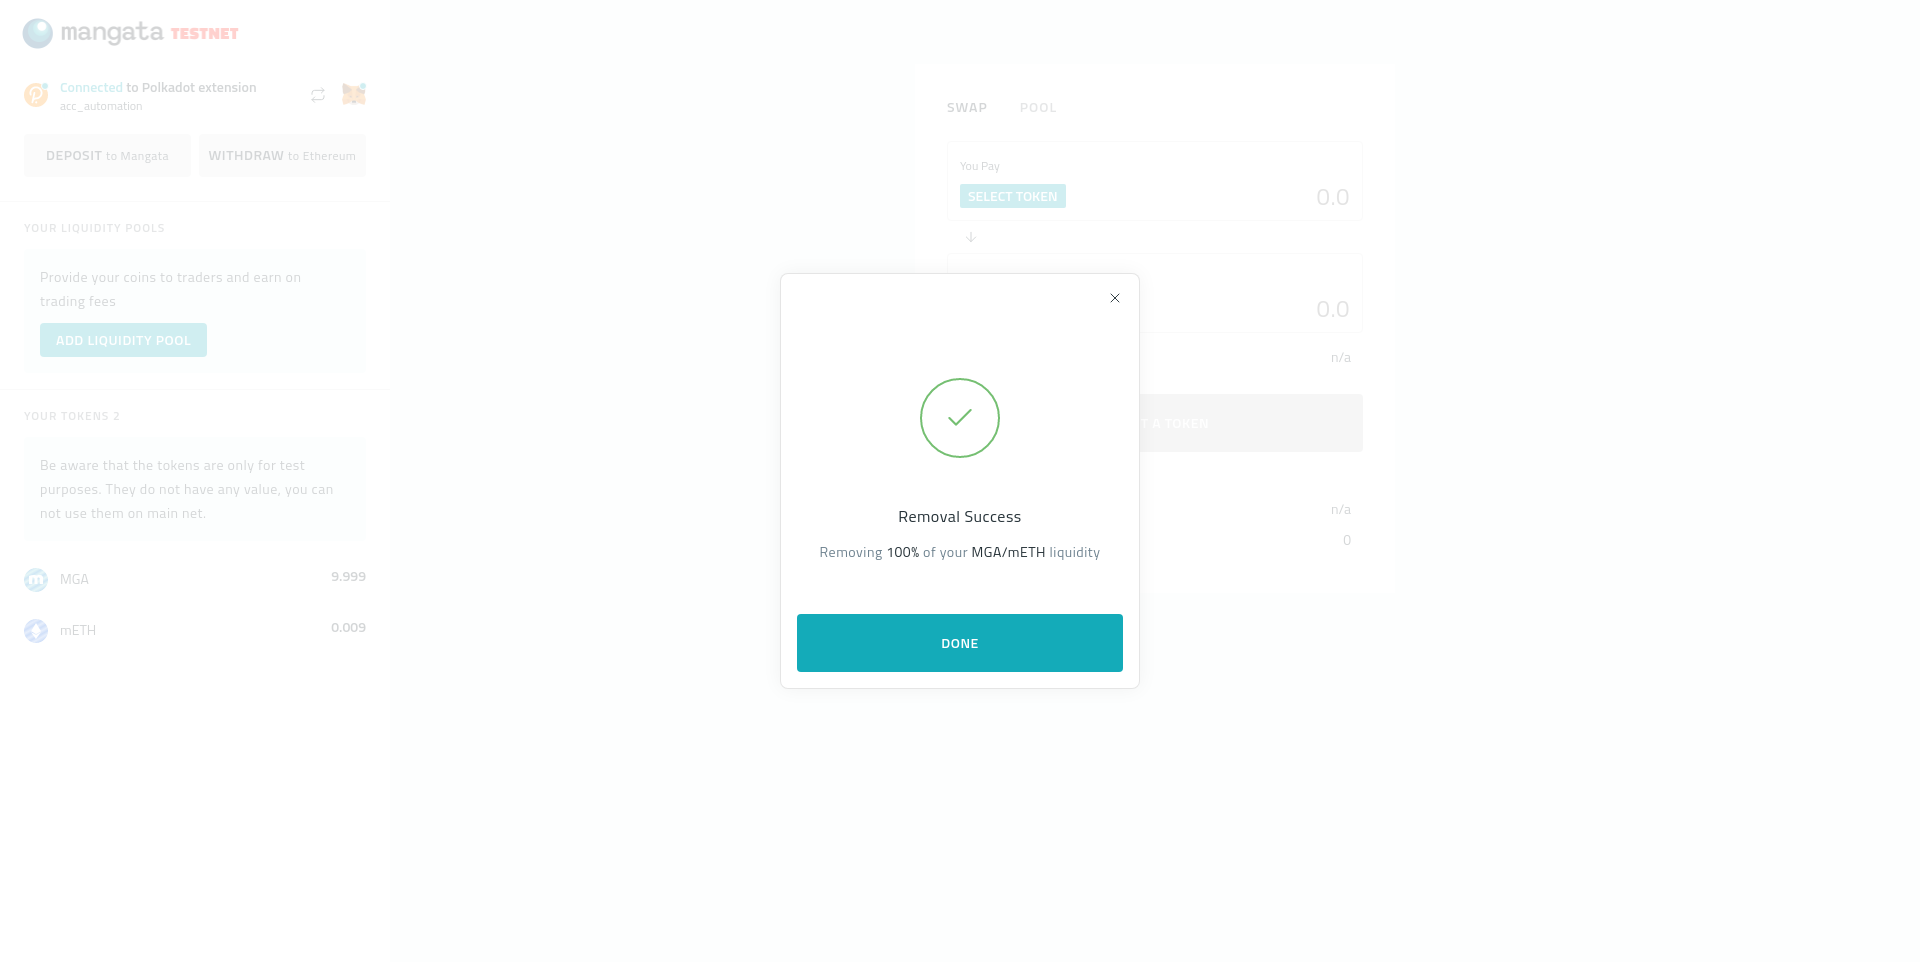 mangata TESTNET
Connected to Polkadot extension
acc_automation
DEPOSIT to Mangata
WITHDRAW to Ethereum
YOUR LIQUIDITY POOLS
Provide your coins to traders and earn on
trading fees
ADD LIQUIDITY POOL
YOUR TOKENS 2
Be aware that the tokens are only for test
purposes. They do not have any value, you can
not use them on main net.
MGA 9.999
mETH 0.009
SWAP POOL
You Pay
SELECT TOKEN 0.0
0.0
n/a
T A TOKEN
n/a
0
Removal Success
Removing 100% of your MGA/mETH liquidity
DONE